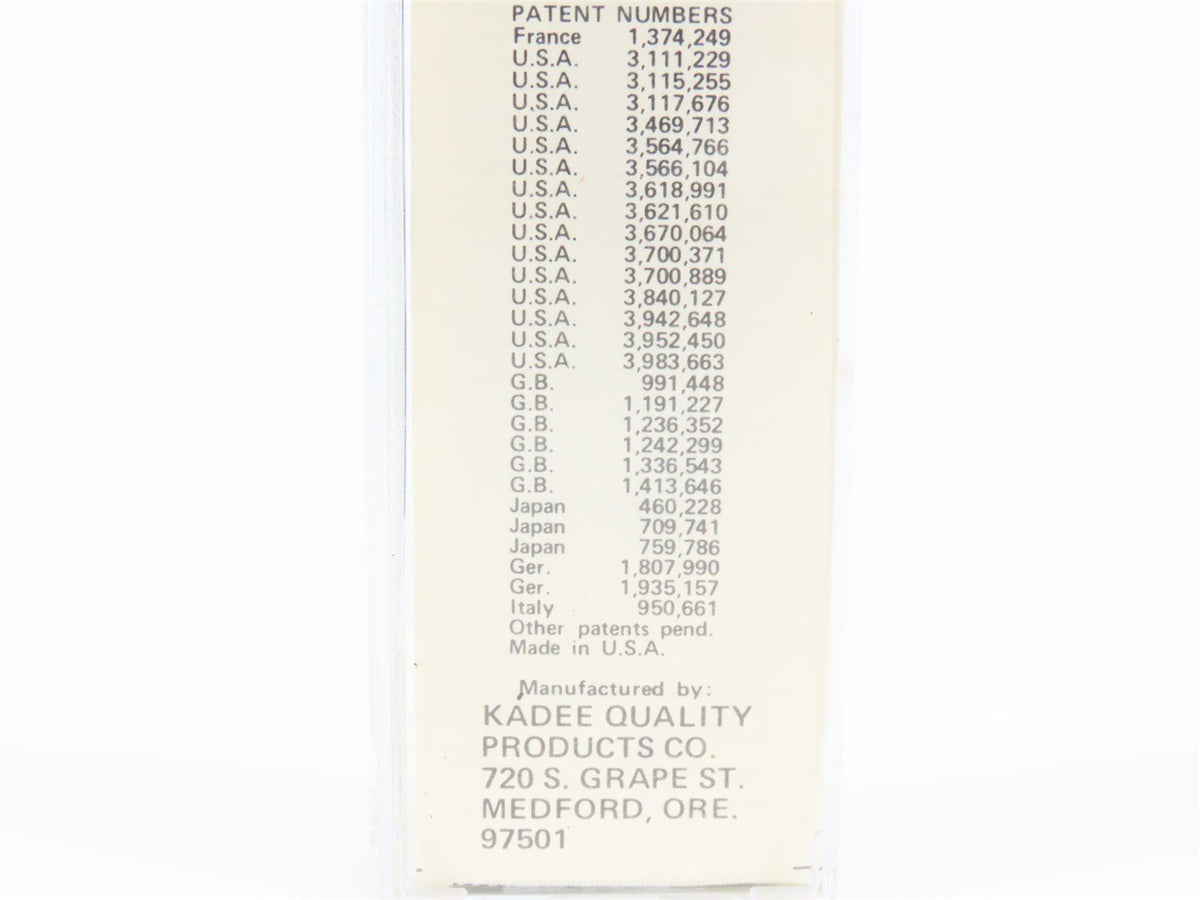 PATENT NUMBERS
France 1,374,249
U.S.A. 3,111,229
U.S.A. 3,115,255
U.S.A. 3,117,676
U.S.A. 3,469,713
U.S.A. 3,564,766
U.S.A. 3,566,104
U.S.A. 3,618,991
U.S.A. 3,621,610
U.S.A. 3,670,064
U.S.A. 3,700,371
U.S.A. 3,700,889
U.S.A. 3,840,127
U.S.A. 3,942,648
U.S.A. 3,952,450
U.S.A. 3,983,663
G.B. 991,448
G.B. 1,191,227
G.B. 1,236,352
G.B. 1,242,299
G.B. 1,336,543
G.B. 1,413,646
Japan 460,228
Japan 709,741
Japan 759,786
Ger. 1,807,990
Ger. 1,935,157
Italy 950,661
Other patents pend.
Made in U.S.A.
Manufactured by:
KADEE QUALITY
PRODUCTS CO.
720 S. GRAPE ST.
MEDFORD, ORE.
97501